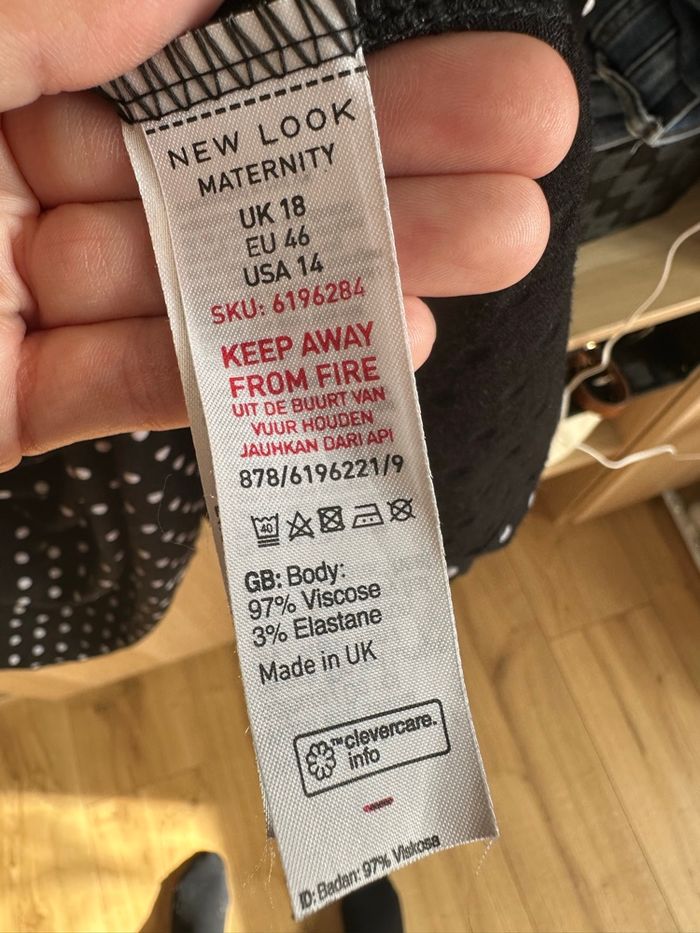 NEW LOOK
MATERNITY
UK 18
EU 46
USA 14
SKU: 6196284
KEEP AWAY
FROM FIRE
UIT DE BUURT VAN
VUUR HOUDEN
JAUHKAN DARI API
878/6196221/9
40
GB: Body:
97% Viscose
3% Elastane
Made in UK
™clevercare.
info
ID: Badan: 97% Viskosa